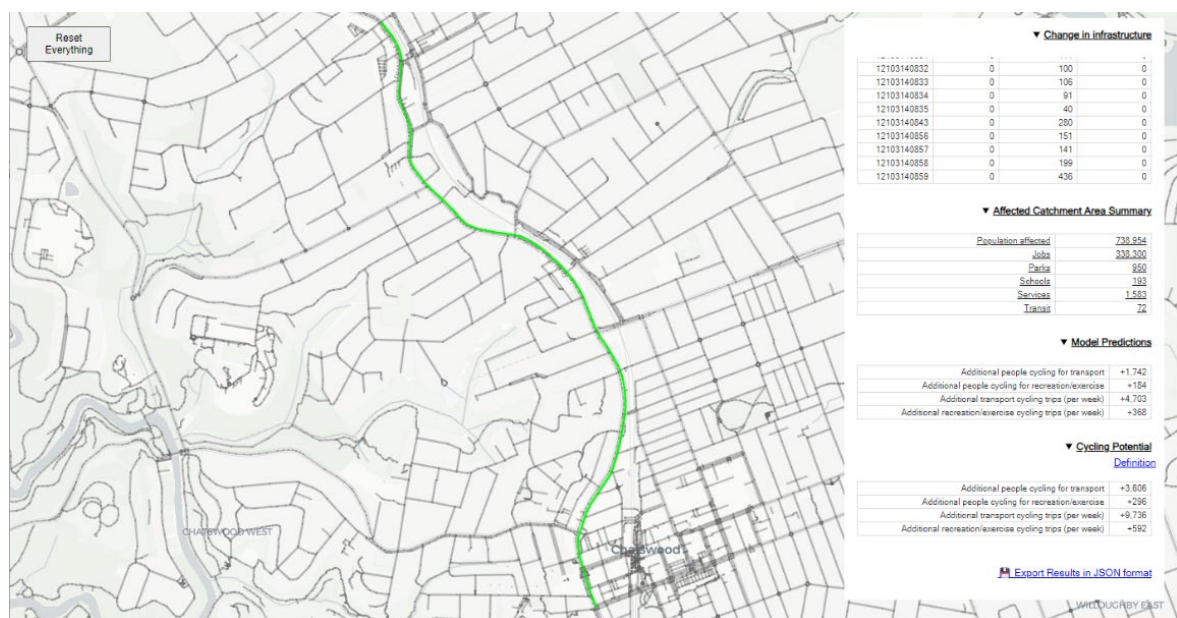 Reset
Everything
▼ Change in infrastructure
12103140832 0 100 0
12103140833 0 106 0
12103140834 0 91 0
12103140835 0 40 0
12103140843 0 280 0
12103140856 0 151 0
12103140857 0 141 0
12103140858 0 199 0
12103140859 0 436 0
▼ Affected Catchment Area Summary
Population affected 738,954
Jobs 338,300
Parks 950
Schools 193
Services 1,583
Transit 72
▼ Model Predictions
Additional people cycling for transport +1,742
Additional people cycling for recreation/exercise +184
Additional transport cycling trips (per week) +4,703
Additional recreation/exercise cycling trips (per week) +368
▼ Cycling Potential
Definition
Additional people cycling for transport +3,606
Additional people cycling for recreation/exercise +296
Additional transport cycling trips (per week) +9,736
Additional recreation/exercise cycling trips (per week) +592
Export Results in JSON format
CHATSWOOD WEST
Chatswood
WILLOUGHBY EAST